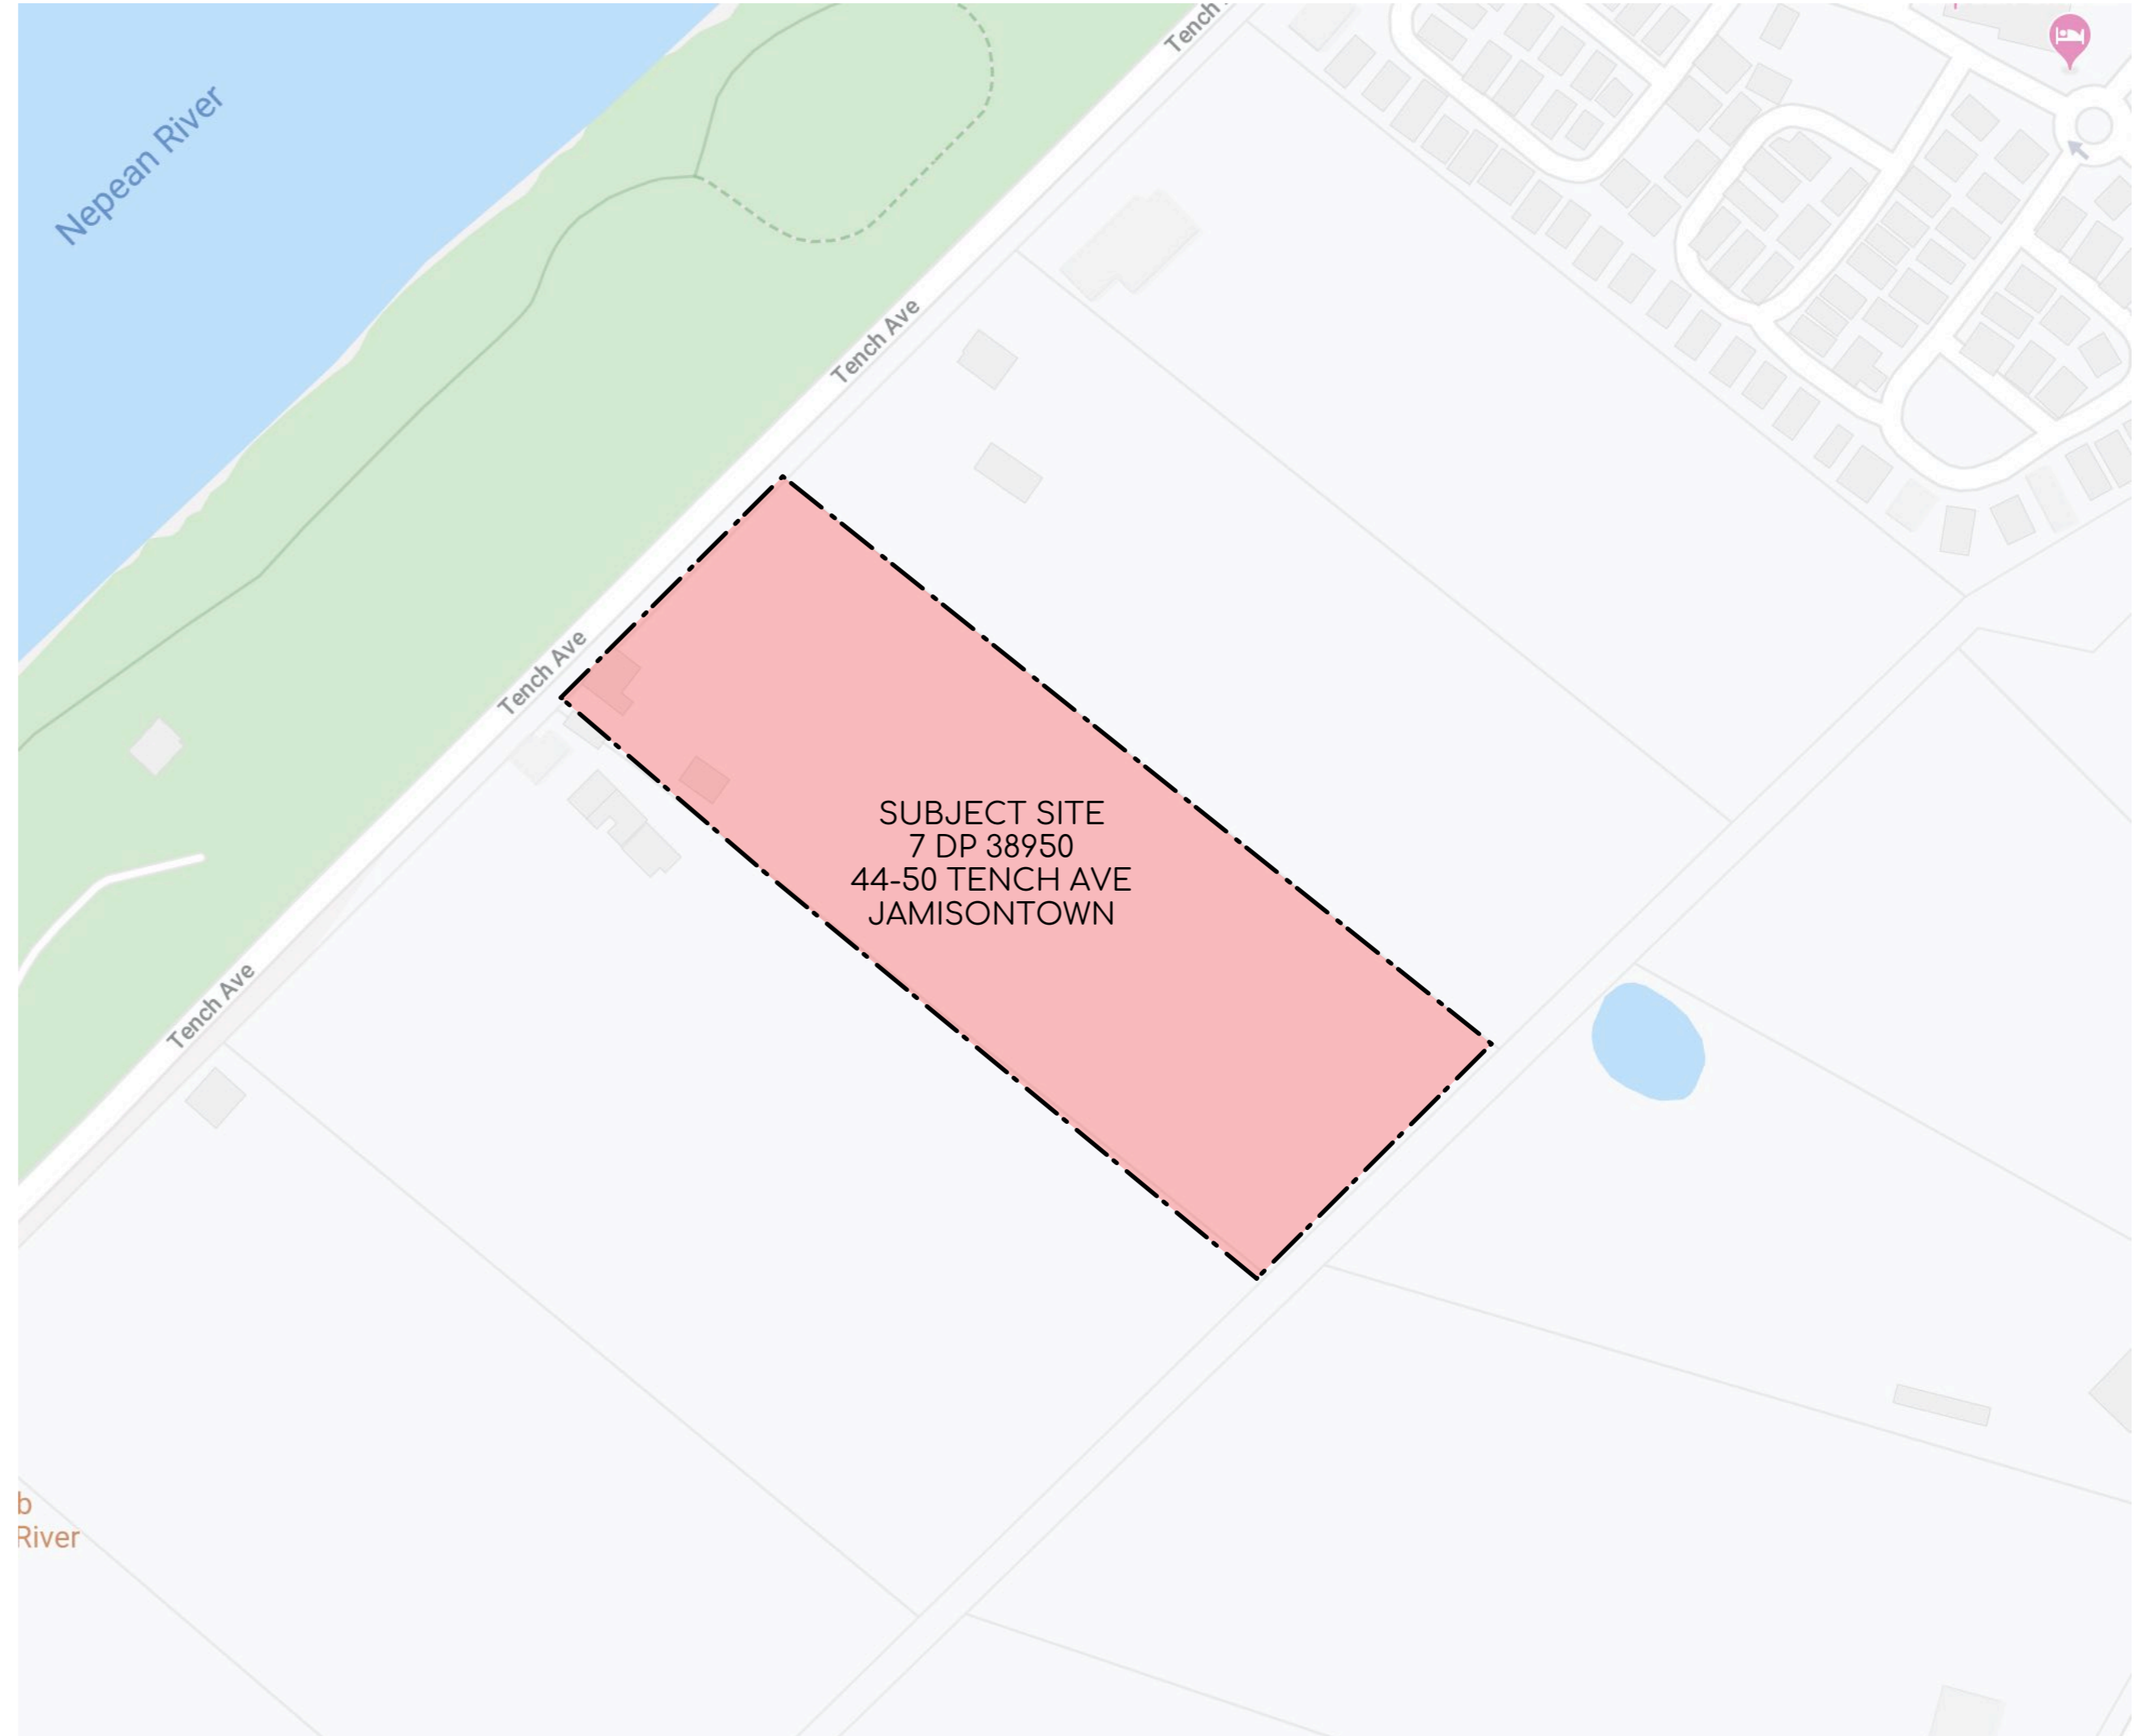 Nepean River
Tench
Tench Ave
Tench Ave
SUBJECT SITE
7 DP 38950
44-50 TENCH AVE
JAMISONTOWN
Tench Ave
b
River